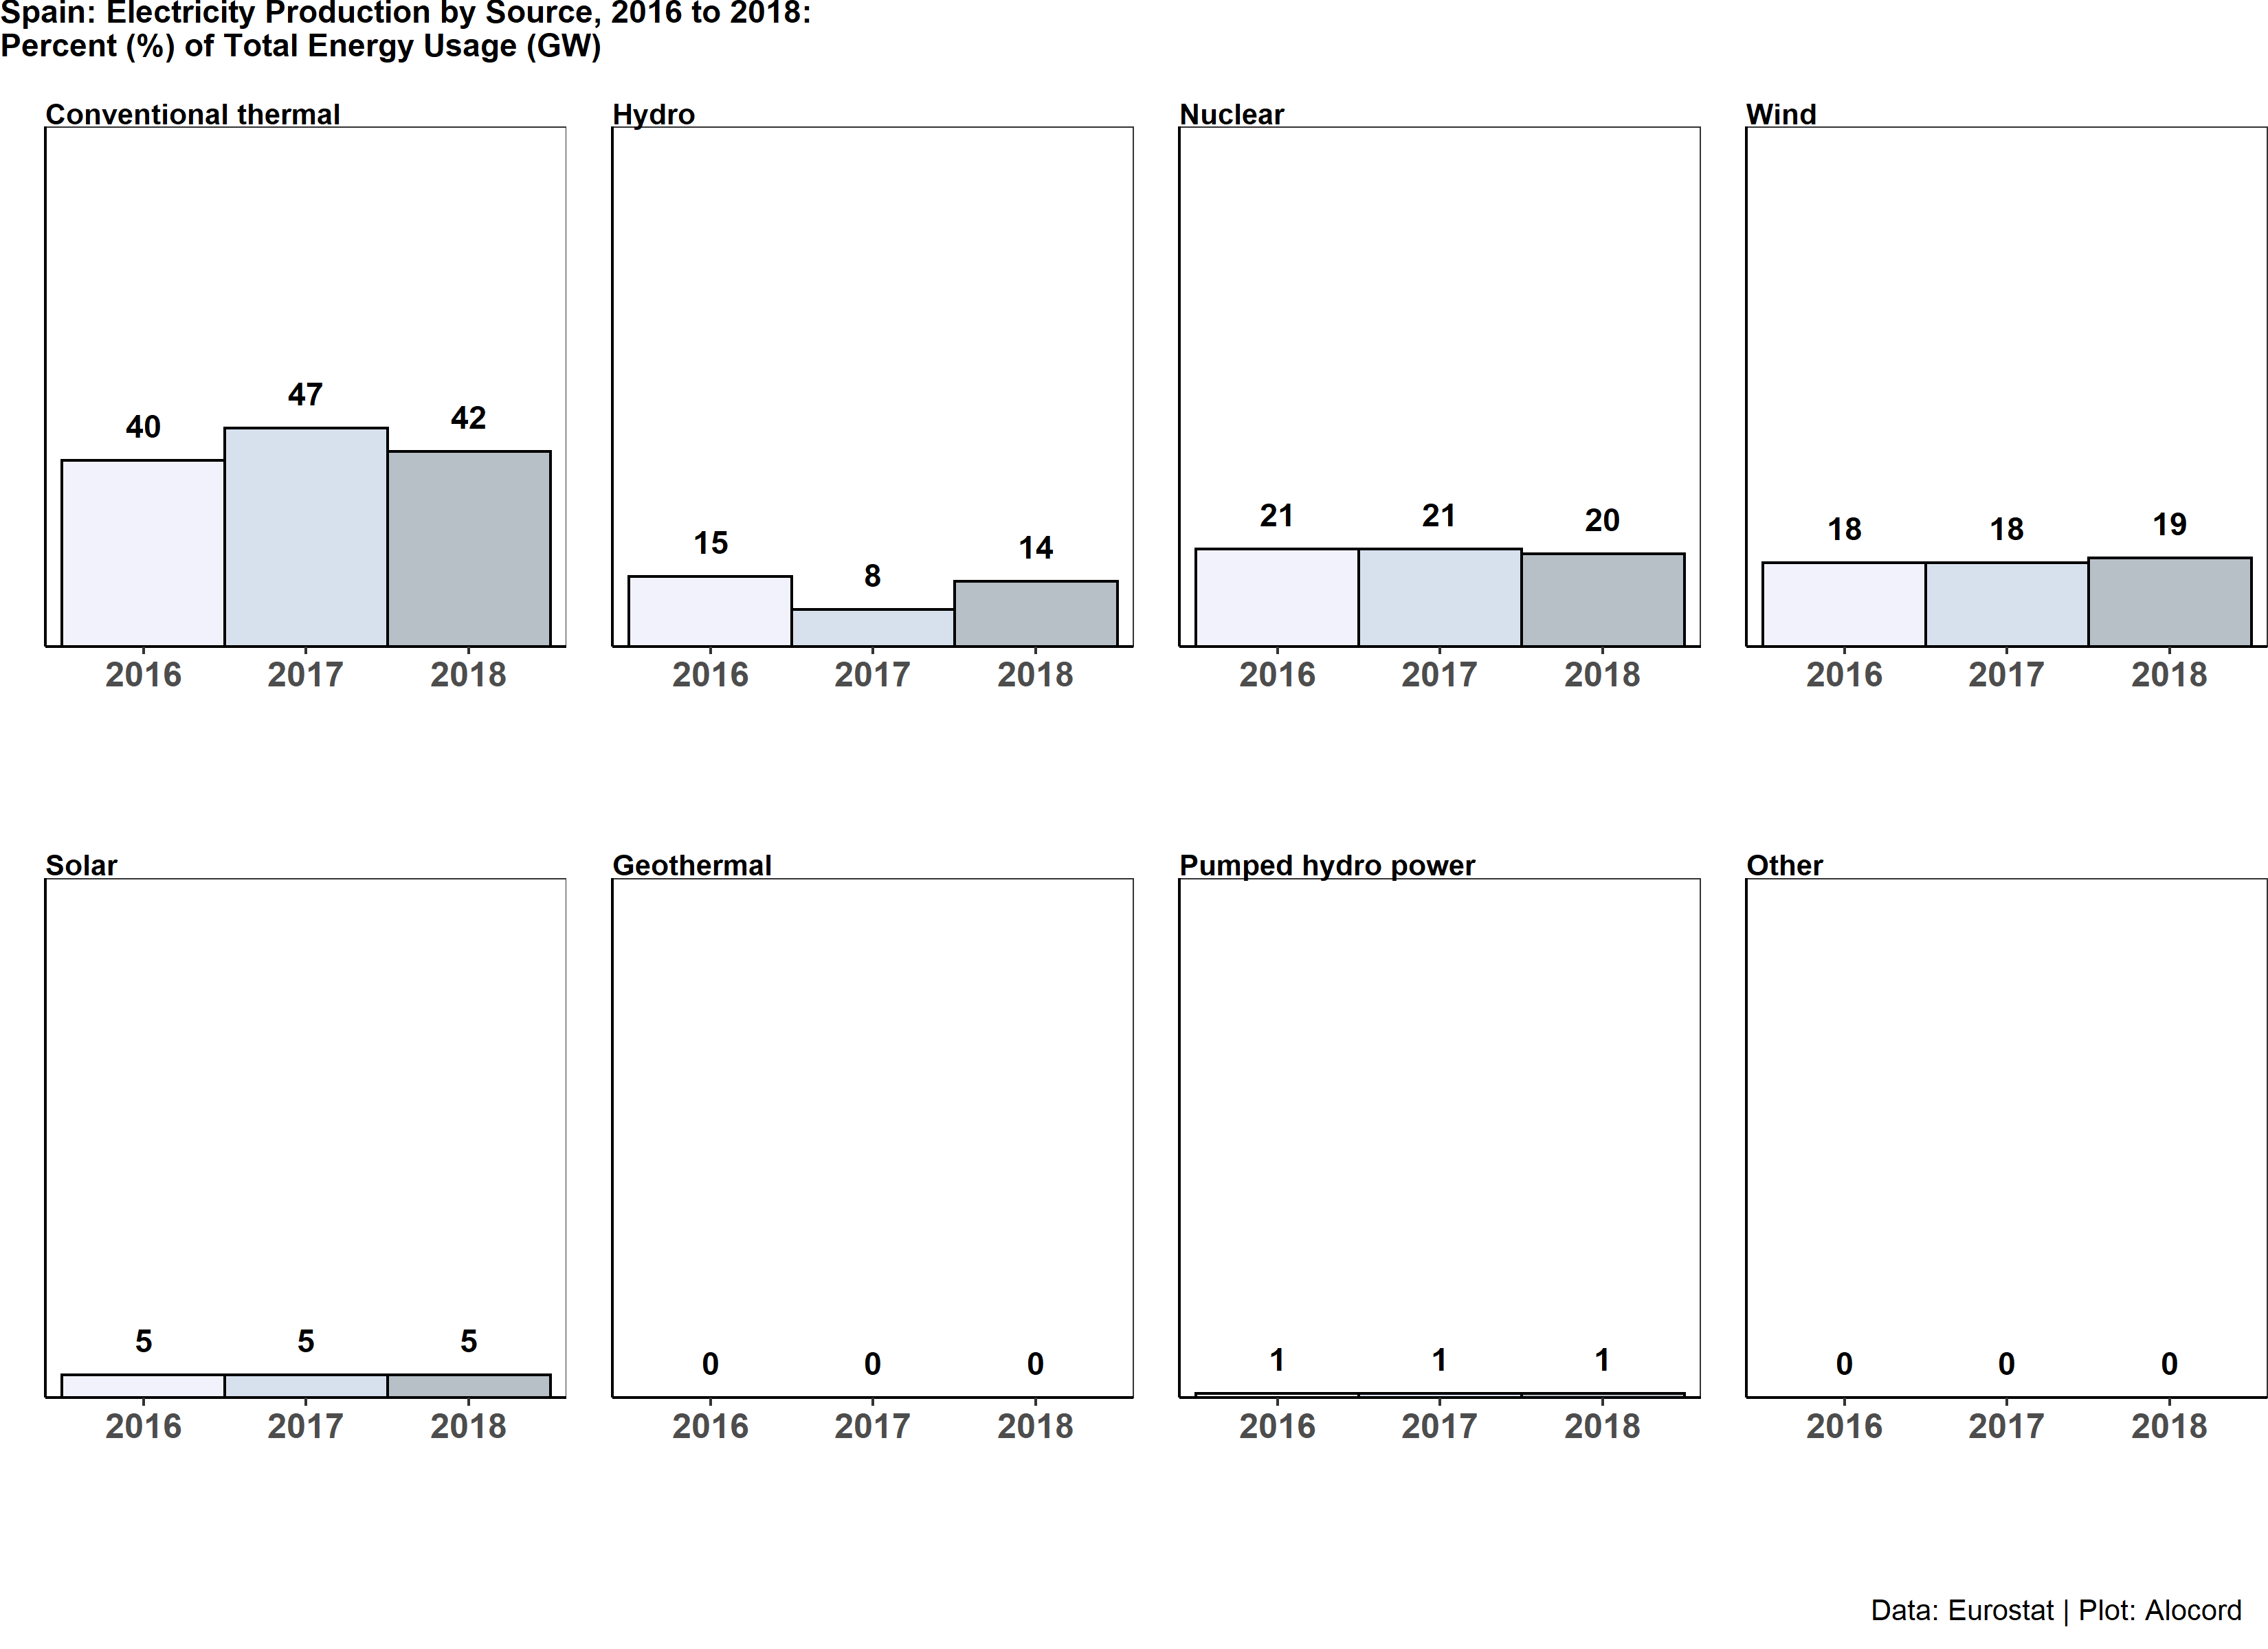 Spain: Electricity Production by Source, 2016 to 2018:
Percent (%) of Total Energy Usage (GW)
Conventional thermal
40
47
42
2016 2017 2018
Hydro
15
8
14
2016 2017 2018
Nuclear
21
21
20
2016 2017 2018
Wind
18
18
19
2016 2017 2018
Solar
5 5 5
2016 2017 2018
Geothermal
0 0 0
2016 2017 2018
Pumped hydro power
1 1 1
2016 2017 2018
Other
0 0 0
2016 2017 2018
Data: Eurostat | Plot: Alocord